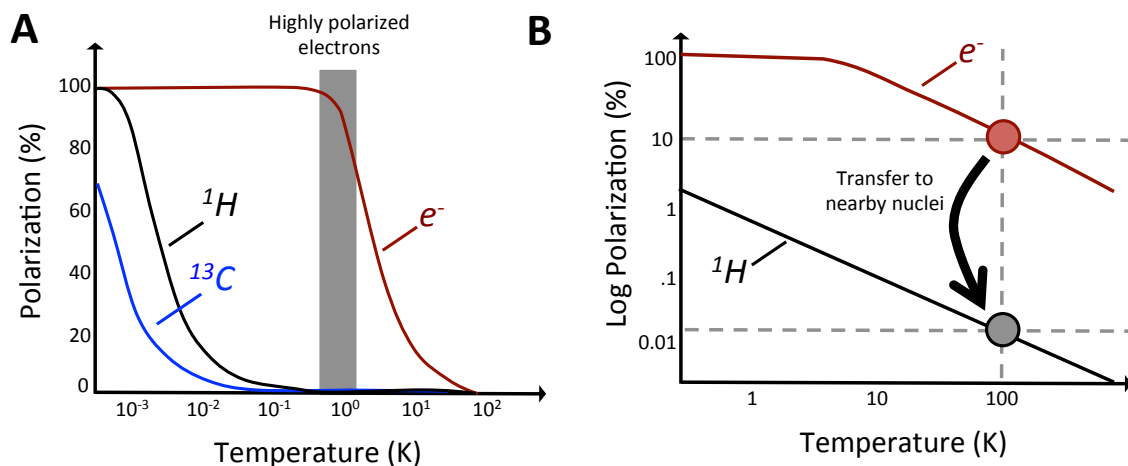 A
Highly polarized
electrons
Polarization (%)
100
80
60
40
20
0
¹H
¹³C
e⁻
10⁻³ 10⁻² 10⁻¹ 10⁰ 10¹ 10²
Temperature (K)
B
Log Polarization (%)
100
10
1
.1
0.01
e⁻
Transfer to
nearby nuclei
¹H
1 10 100
Temperature (K)